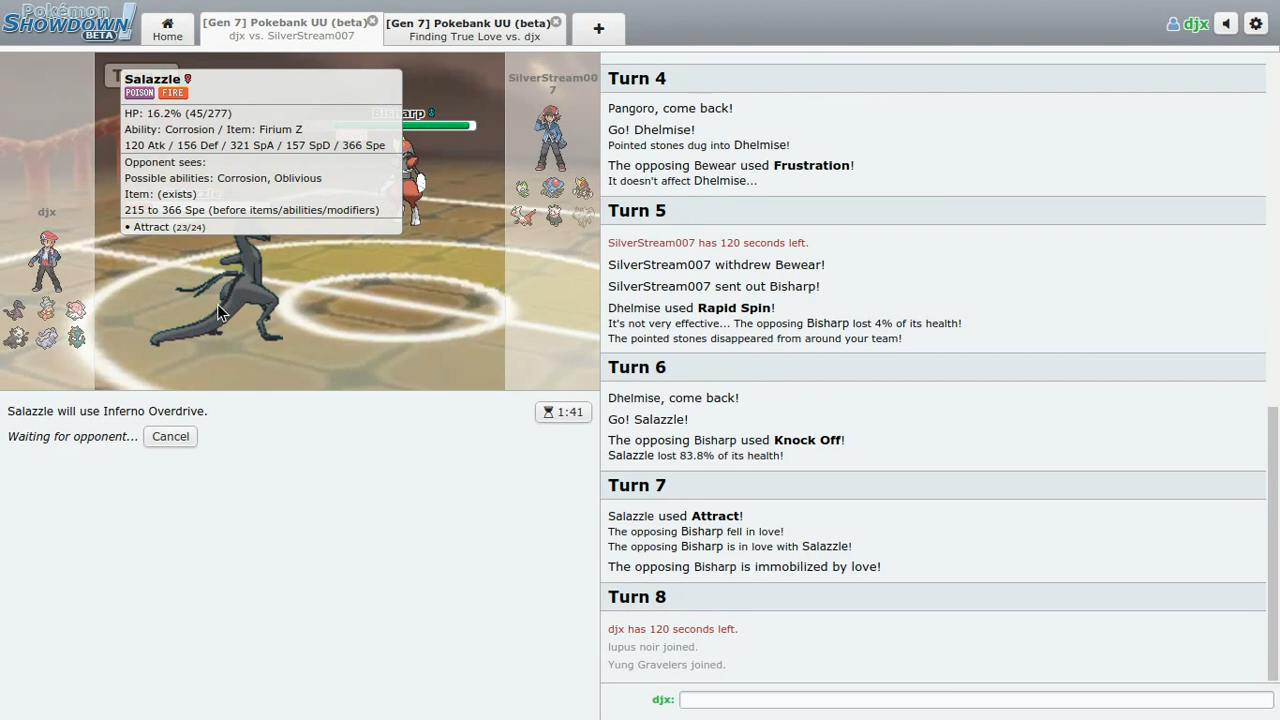 Pokémon
SHOWDOWN!
BETA
Home
[Gen 7] Pokebank UU (beta)
djx vs. SilverStream007
[Gen 7] Pokebank UU (beta)
Finding True Love vs. djx
djx
Salazzle
POISON FIRE
HP: 16.2% (45/277)
Ability: Corrosion / Item: Firium Z
120 Atk / 156 Def / 321 SpA / 157 SpD / 366 Spe
Opponent sees:
Possible abilities: Corrosion, Oblivious
Item: (exists)
215 to 366 Spe (before items/abilities/modifiers)
• Attract (23/24)
SilverStream00
7
djx
Salazzle will use Inferno Overdrive.
1:41
Waiting for opponent...
Cancel
Turn 4
Pangoro, come back!
Go! Dhelmise!
Pointed stones dug into Dhelmise!
The opposing Bewear used Frustration!
It doesn't affect Dhelmise...
Turn 5
SilverStream007 has 120 seconds left.
SilverStream007 withdrew Bewear!
SilverStream007 sent out Bisharp!
Dhelmise used Rapid Spin!
It's not very effective... The opposing Bisharp lost 4% of its health!
The pointed stones disappeared from around your team!
Turn 6
Dhelmise, come back!
Go! Salazzle!
The opposing Bisharp used Knock Off!
Salazzle lost 83.8% of its health!
Turn 7
Salazzle used Attract!
The opposing Bisharp fell in love!
The opposing Bisharp is in love with Salazzle!
The opposing Bisharp is immobilized by love!
Turn 8
djx has 120 seconds left.
lupus noir joined.
Yung Gravelers joined.
djx: